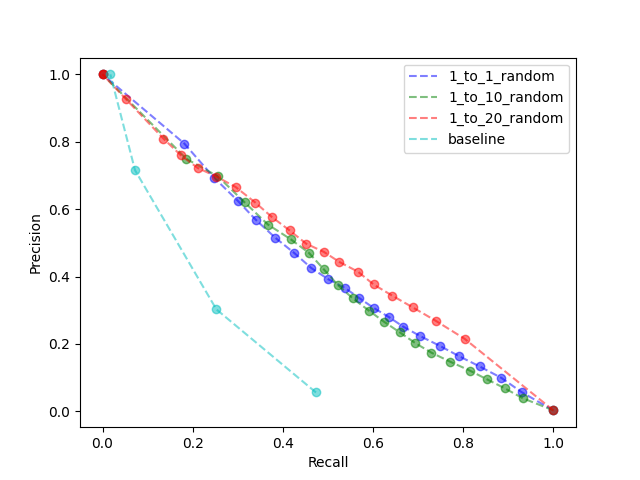 1.0
0.8
0.6
0.4
0.2
0.0
Precision
0.0 0.2 0.4 0.6 0.8 1.0
Recall
1_to_1_random
1_to_10_random
1_to_20_random
baseline